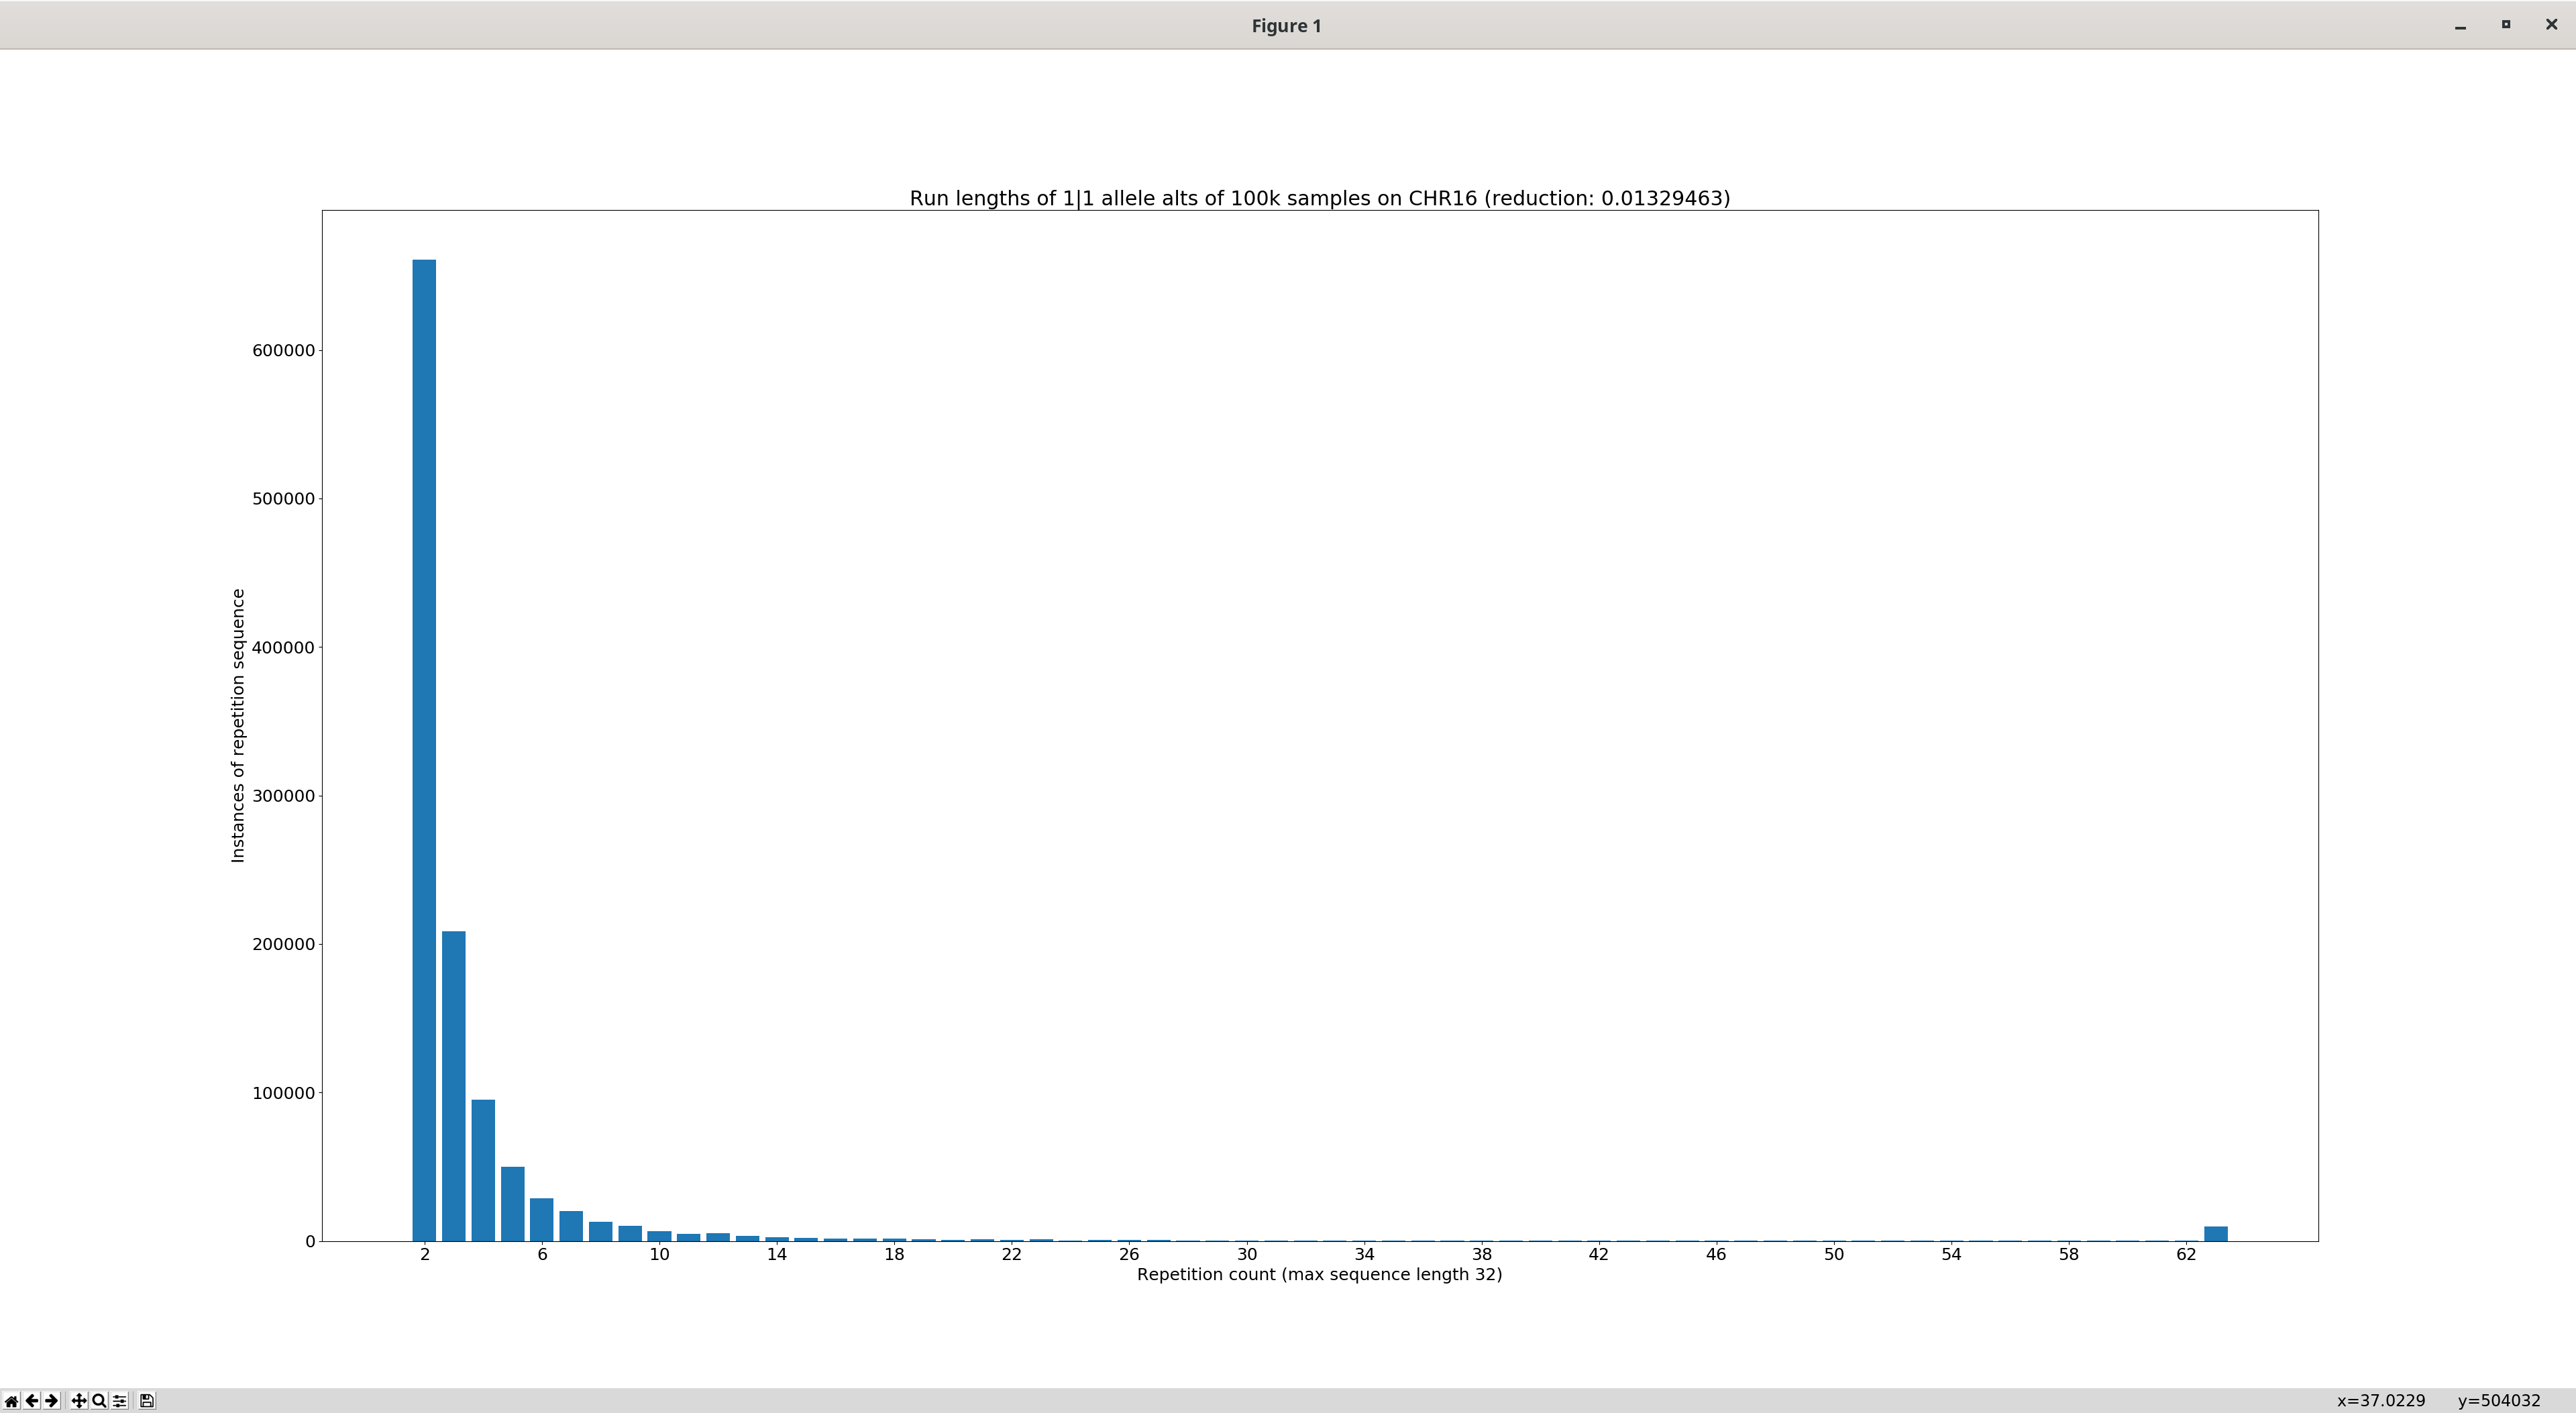 Figure 1
Run lengths of 1|1 allele alts of 100k samples on CHR16 (reduction: 0.01329463)
Instances of repetition sequence
600000
500000
400000
300000
200000
100000
0
2 6 10 14 18 22 26 30 34 38 42 46 50 54 58 62
Repetition count (max sequence length 32)
x=37.0229 y=504032